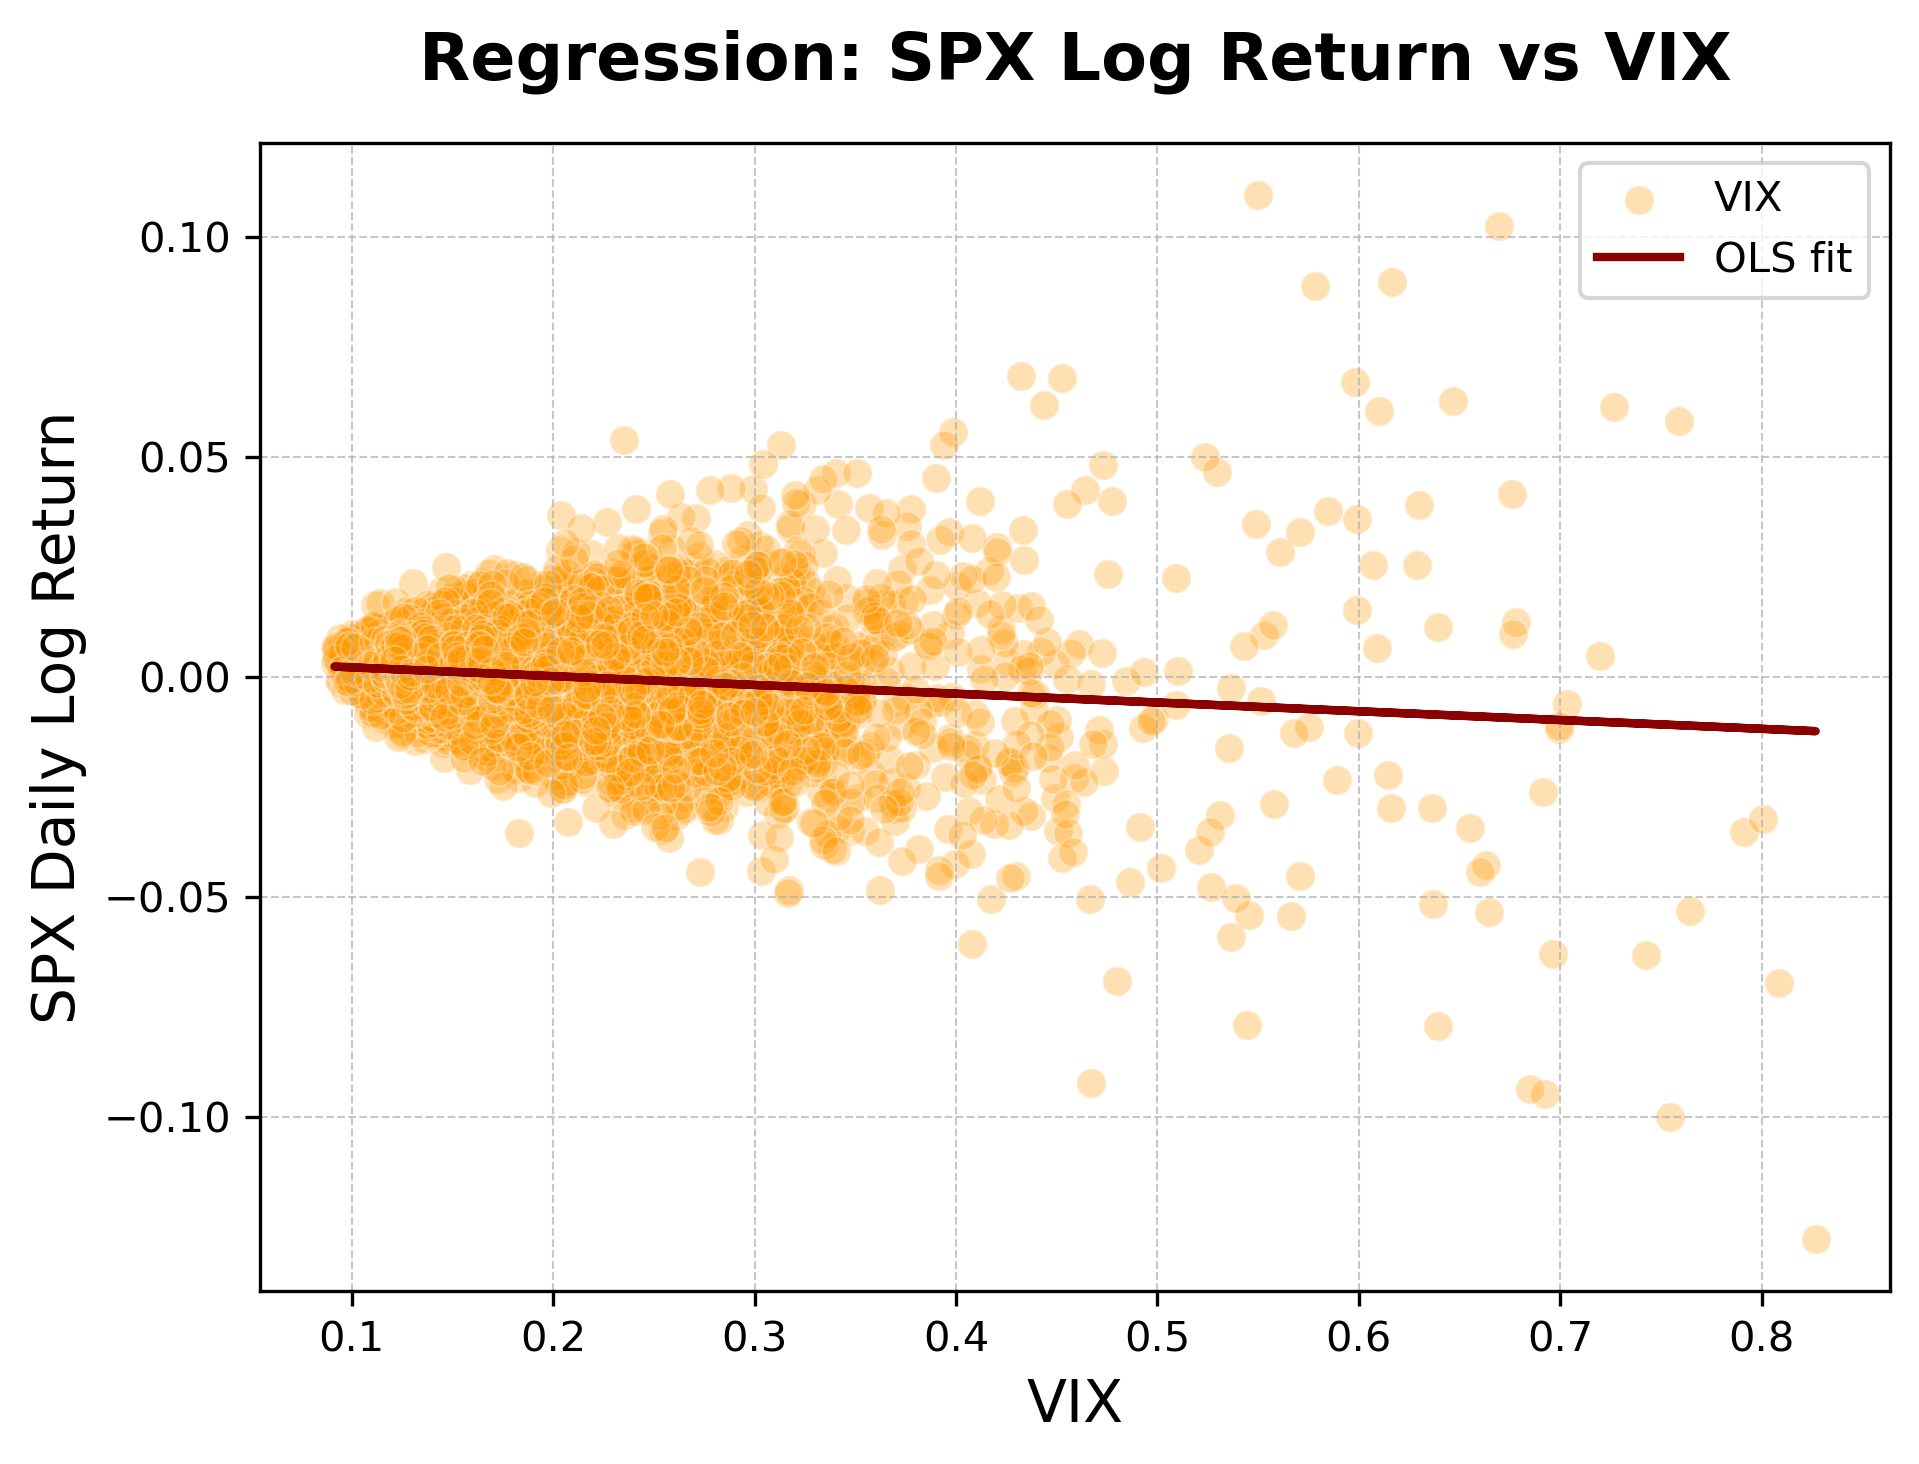 Regression: SPX Log Return vs VIX
VIX
OLS fit
SPX Daily Log Return
0.10
0.05
0.00
−0.05
−0.10
0.1 0.2 0.3 0.4 0.5 0.6 0.7 0.8
VIX